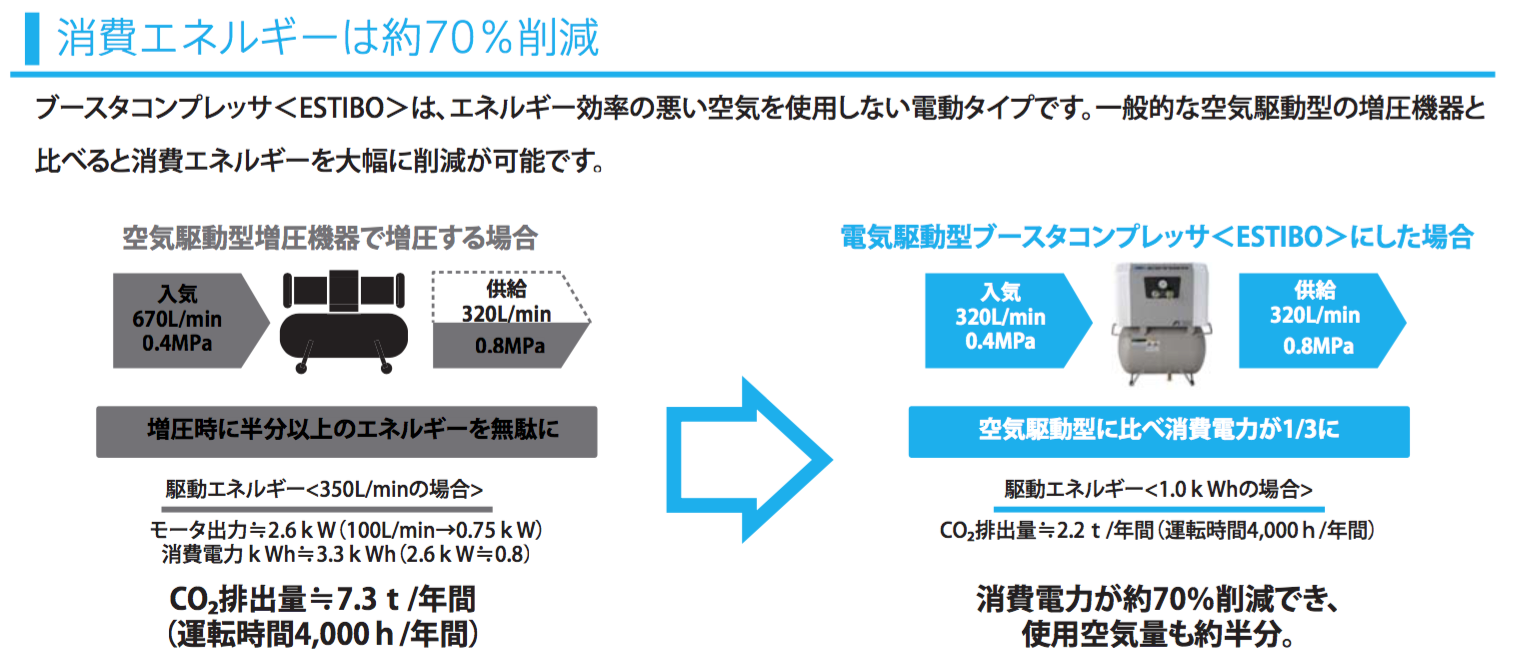 消費エネルギーは約70%削減
ブースタコンプレッサ＜ESTIBO＞は、エネルギー効率の悪い空気を使用しない電動タイプです。一般的な空気駆動型の増圧機器と
比べると消費エネルギーを大幅に削減が可能です。
空気駆動型増圧機器で増圧する場合
入気
670L/min
0.4MPa
供給
320L/min
0.8MPa
増圧時に半分以上のエネルギーを無駄に
駆動エネルギー<350L/minの場合>
モータ出力≒2.6ｋW（100L/min→0.75ｋW）
消費電力ｋWh≒3.3ｋWh（2.6ｋW≒0.8）
CO₂排出量≒7.3ｔ/年間
（運転時間4,000ｈ/年間）
電気駆動型ブースタコンプレッサ＜ESTIBO＞にした場合
入気
320L/min
0.4MPa
供給
320L/min
0.8MPa
空気駆動型に比べ消費電力が1/3に
駆動エネルギー<1.0ｋWhの場合>
CO₂排出量≒2.2ｔ/年間（運転時間4,000ｈ/年間）
消費電力が約70%削減でき、
使用空気量も約半分。